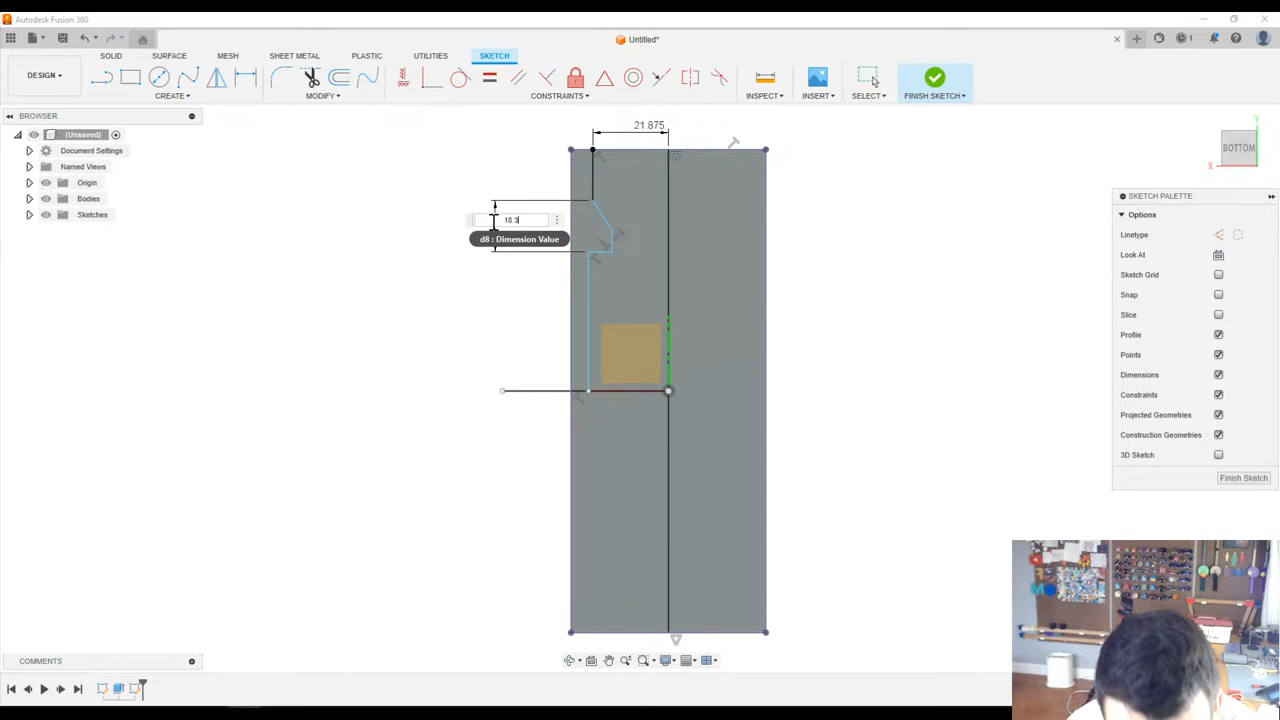 Autodesk Fusion 360
Untitled*
1
SOLID SURFACE MESH SHEET METAL PLASTIC UTILITIES SKETCH
DESIGN
CREATE MODIFY CONSTRAINTS INSPECT INSERT SELECT FINISH SKETCH
BROWSER
(Unsaved)
Document Settings
Named Views
Origin
Bodies
Sketches
21.875
18.3
d8 : Dimension Value
Y
BOTTOM
X
SKETCH PALETTE
Options
Linetype
Look At
Sketch Grid
Snap
Slice
Profile
Points
Dimensions
Constraints
Projected Geometries
Construction Geometries
3D Sketch
Finish Sketch
COMMENTS